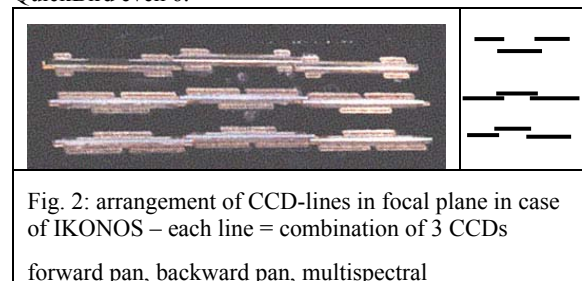 QuickBird even 6.
Fig. 2: arrangement of CCD-lines in focal plane in case
of IKONOS – each line = combination of 3 CCDs
forward pan, backward pan, multispectral